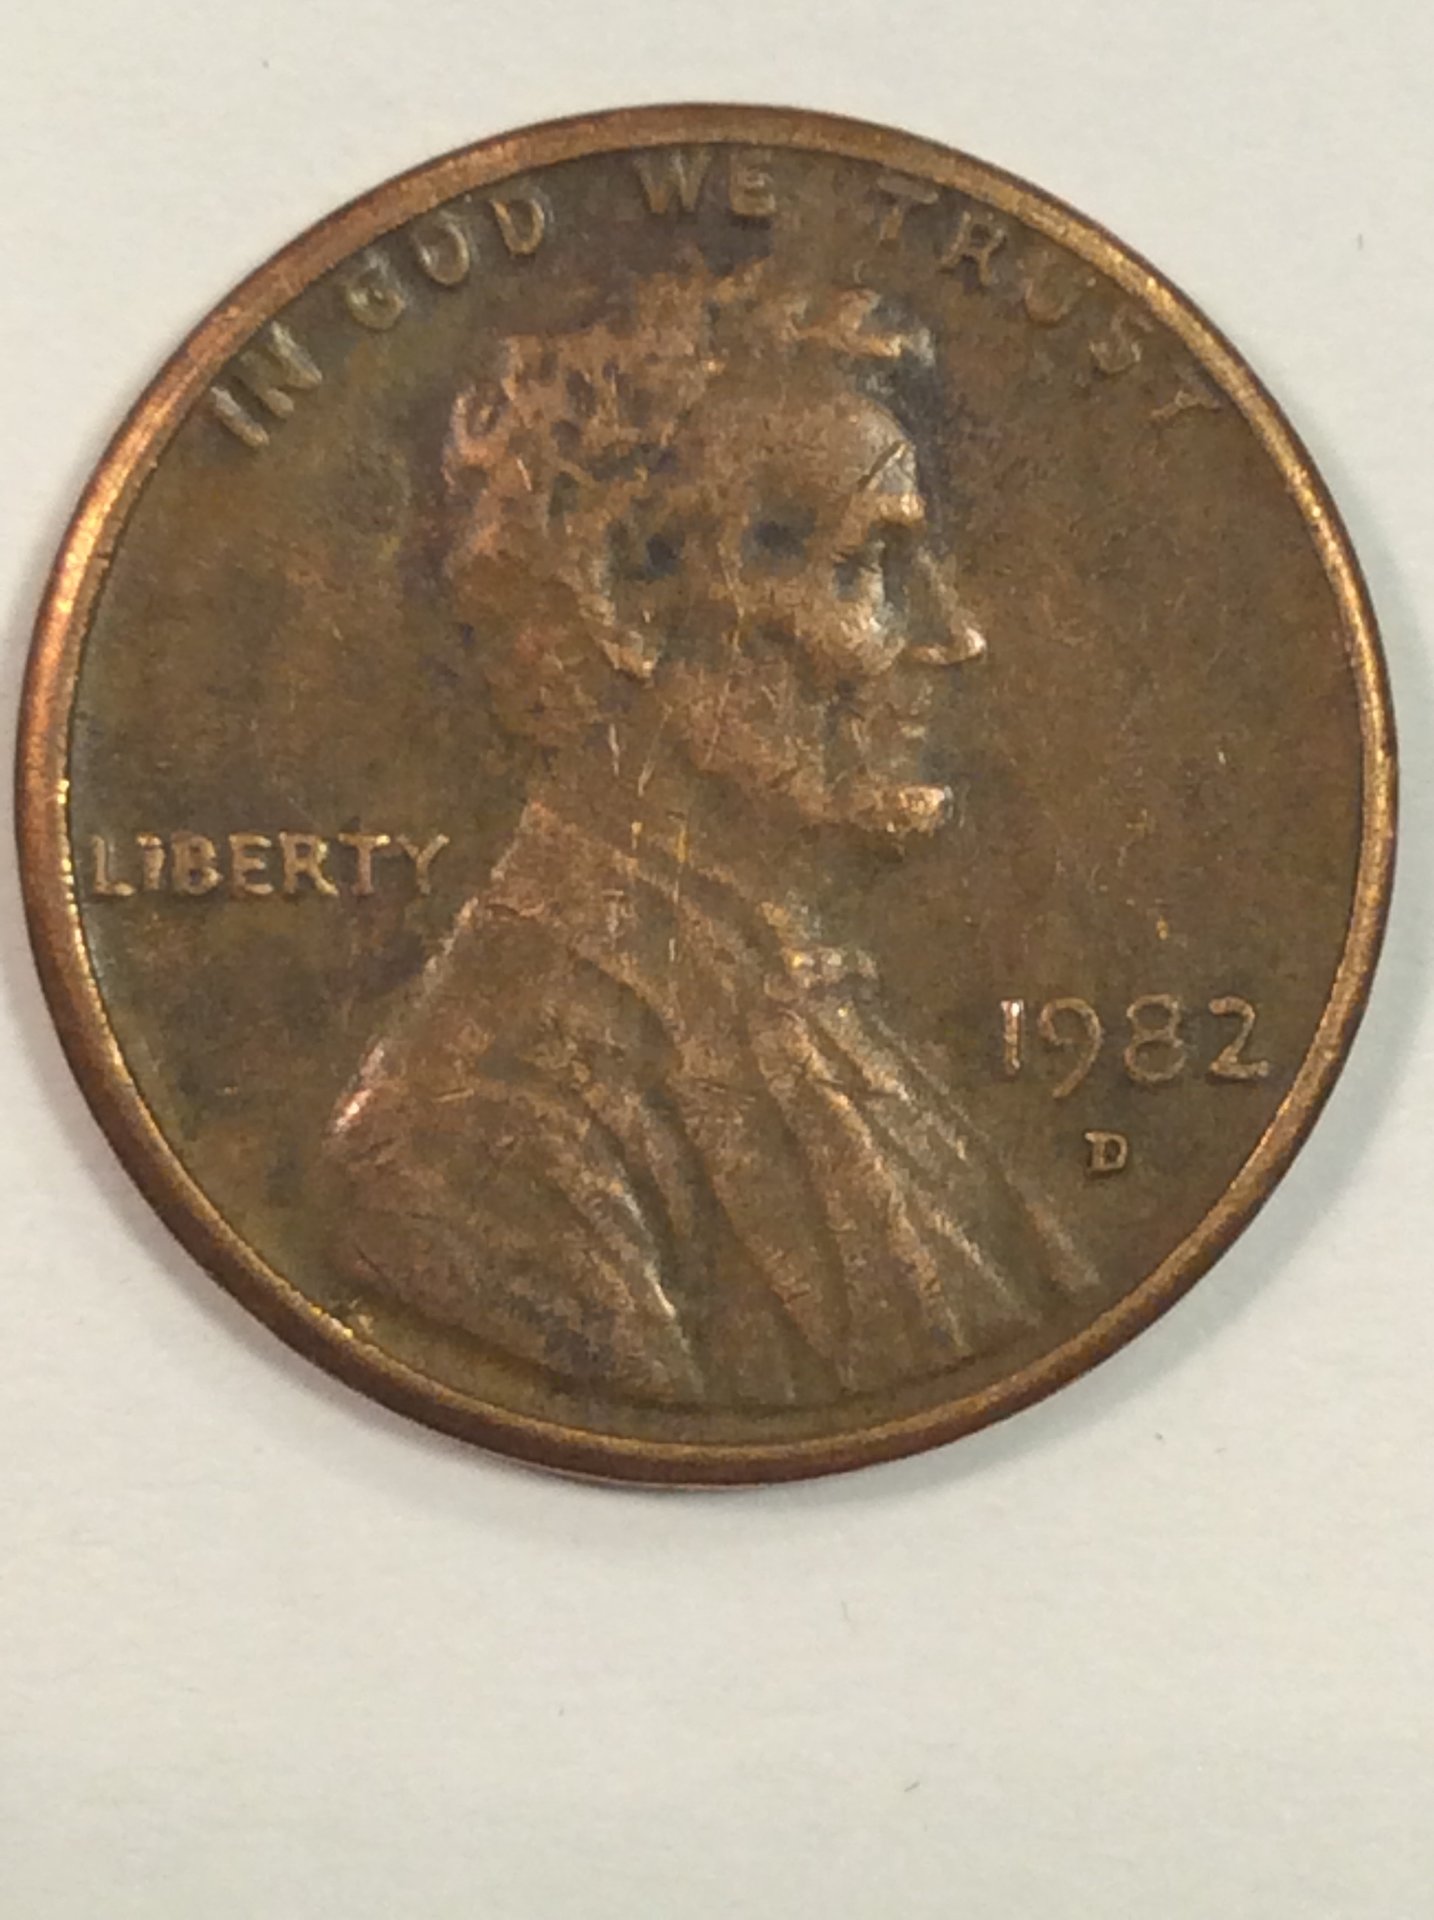 IN GOD WE TRUST
LIBERTY
1982
D